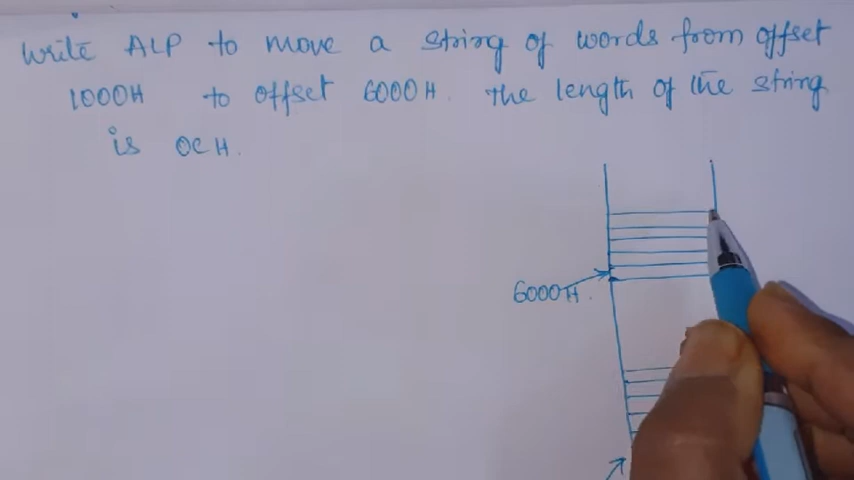 Write ALP to move a string of words from offset
1000H to offset 6000H. The length of the string
is 0CH.
6000H.